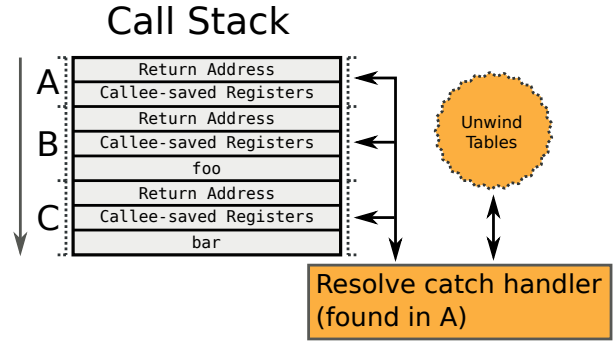 Call Stack
A
Return Address
Callee-saved Registers
B
Return Address
Callee-saved Registers
foo
C
Return Address
Callee-saved Registers
bar
Unwind
Tables
Resolve catch handler
(found in A)